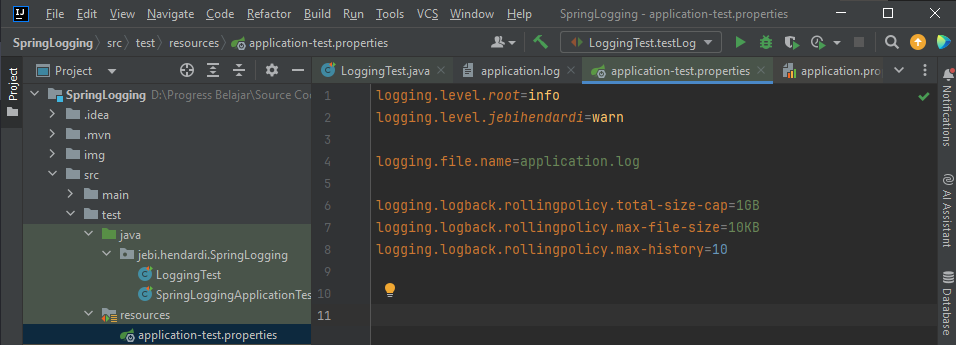 File Edit View Navigate Code Refactor Build Run Tools VCS Window Help SpringLogging - application-test.properties
SpringLogging src test resources application-test.properties LoggingTest.testLog
Project
Project
LoggingTest.java application.log application-test.properties application.pro
SpringLogging D:\Progress Belajar\Source Co
.idea
.mvn
img
src
main
test
java
jebi.hendardi.SpringLogging
LoggingTest
SpringLoggingApplicationTe
resources
application-test.properties
1 logging.level.root=info
2 logging.level.jebihendardi=warn
3
4 logging.file.name=application.log
5
6 logging.logback.rollingpolicy.total-size-cap=1GB
7 logging.logback.rollingpolicy.max-file-size=10KB
8 logging.logback.rollingpolicy.max-history=10
9
10
11
Notifications
AI Assistant
Database